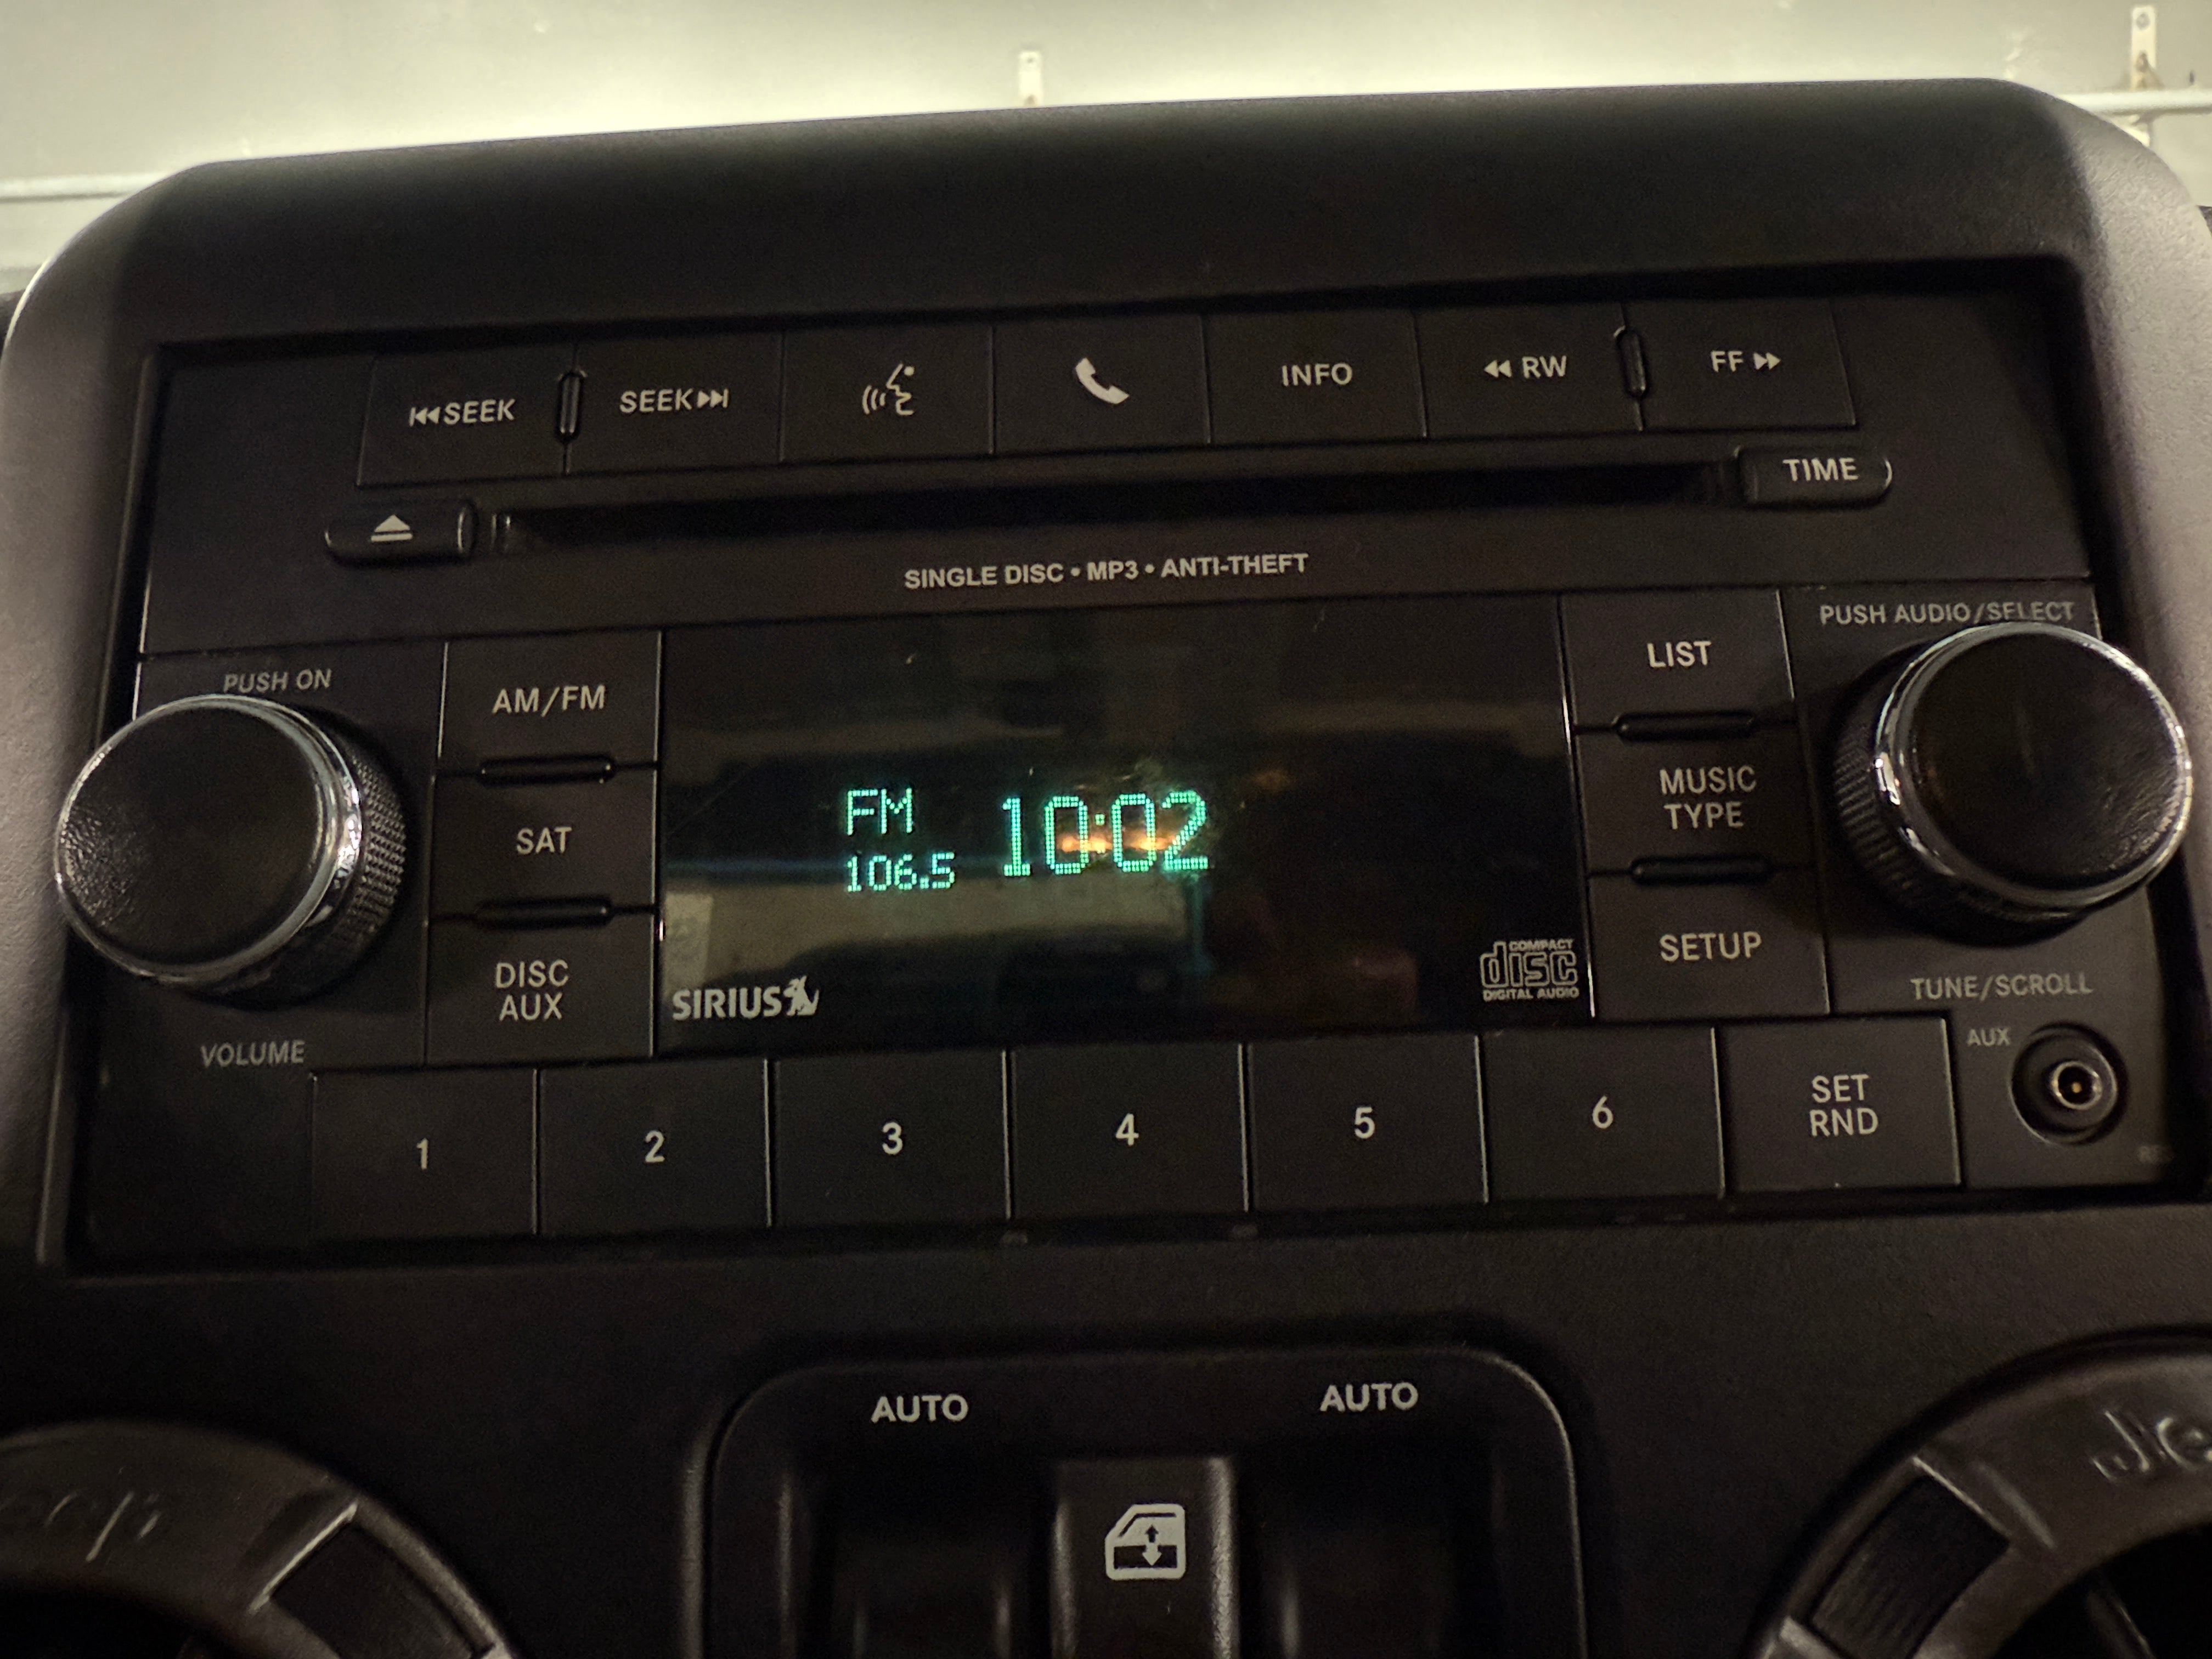 SEEK
SEEK
INFO
RW
FF
TIME
SINGLE DISC • MP3 • ANTI-THEFT
PUSH ON
AM/FM
LIST
PUSH AUDIO/SELECT
MUSIC
TYPE
SAT
FM
106.5
10:02
DISC
AUX
SIRIUS
COMPACT
disc
DIGITAL AUDIO
SETUP
TUNE/SCROLL
VOLUME
AUX
1
2
3
4
5
6
SET
RND
AUTO
AUTO